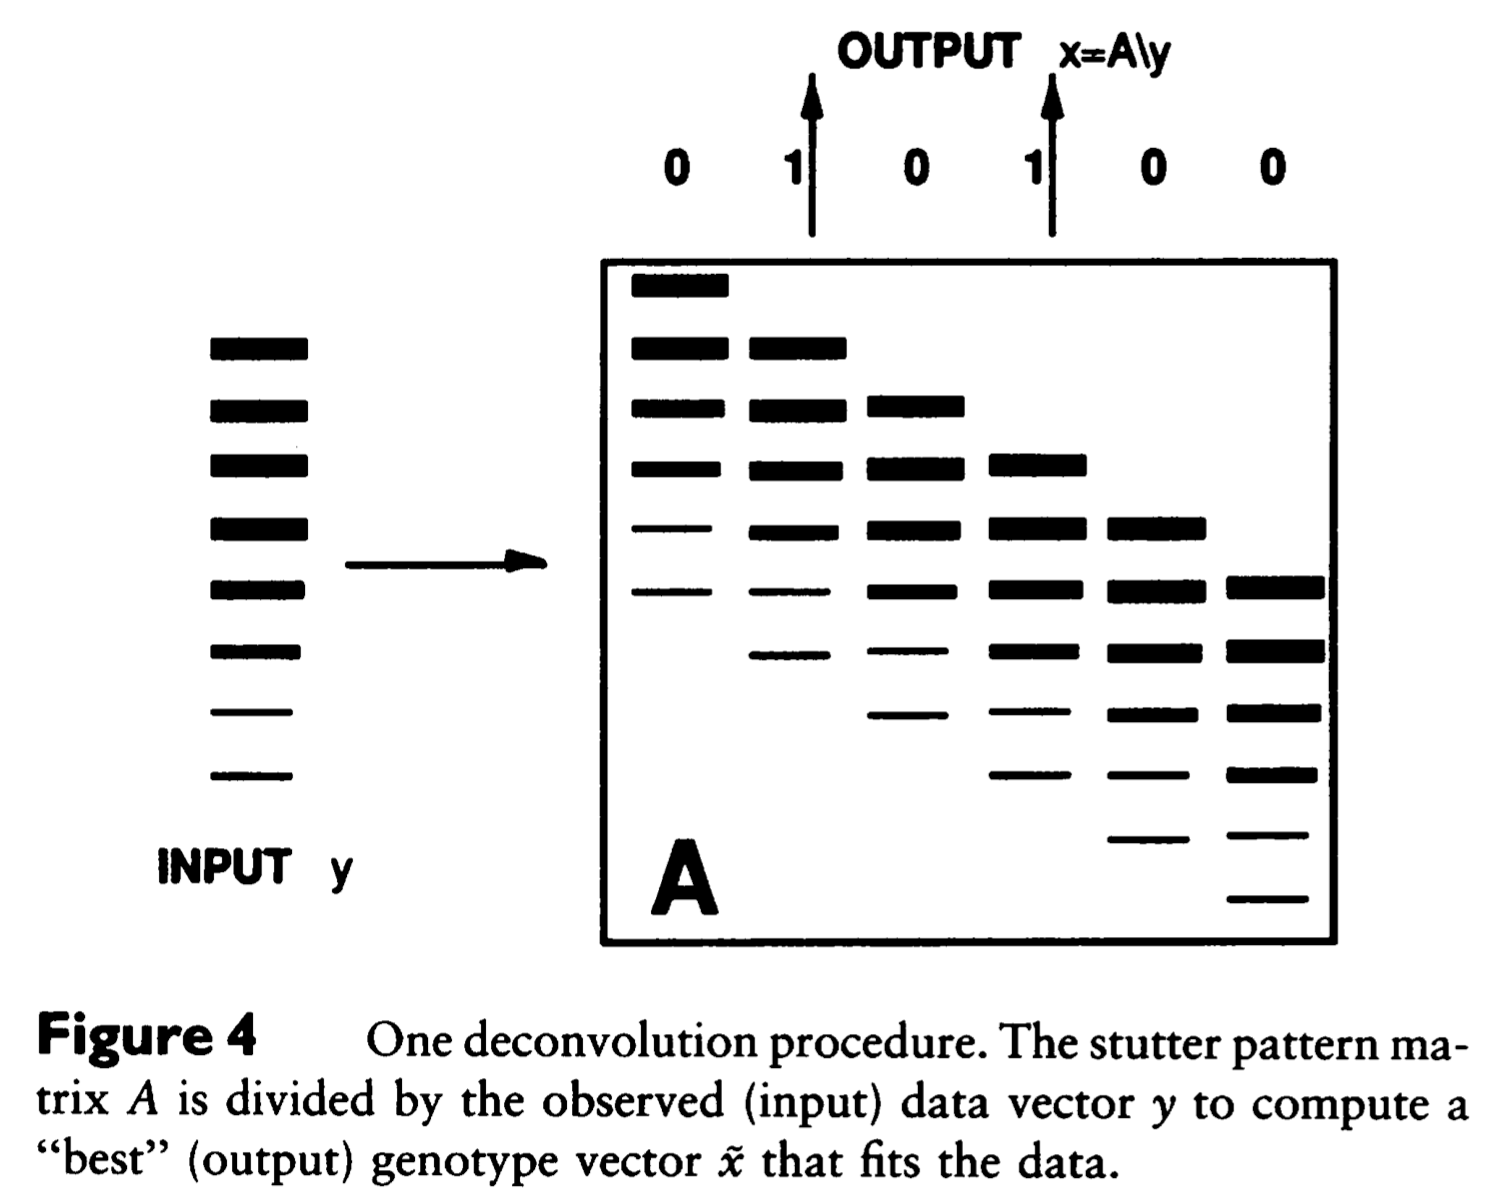 OUTPUT x=A\y
0 1 0 1 0 0
A
INPUT y
Figure 4 One deconvolution procedure. The stutter pattern ma-
trix A is divided by the observed (input) data vector y to compute a
“best” (output) genotype vector x̃ that fits the data.